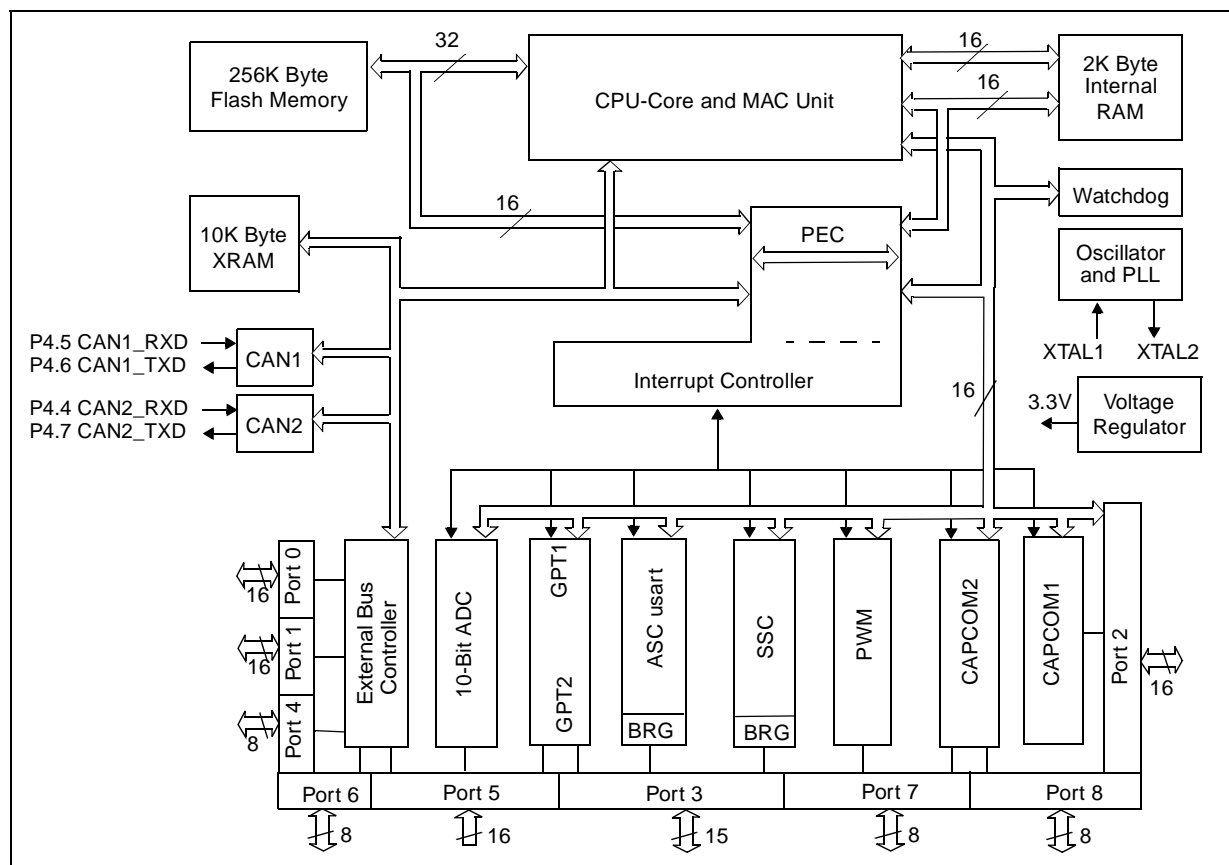 32
16
256K Byte
Flash Memory
CPU-Core and MAC Unit
2K Byte
Internal
RAM
16
16
PEC
Watchdog
10K Byte
XRAM
Oscillator
and PLL
P4.5 CAN1_RXD
P4.6 CAN1_TXD
CAN1
XTAL1
XTAL2
Interrupt Controller
16
P4.4 CAN2_RXD
P4.7 CAN2_TXD
CAN2
3.3V
Voltage
Regulator
Port 0
16
Port 1
16
Port 4
8
External Bus
Controller
10-Bit ADC
GPT1
GPT2
ASC usart
BRG
SSC
BRG
PWM
CAPCOM2
CAPCOM1
Port 2
16
Port 6
Port 5
Port 3
Port 7
Port 8
8
16
15
8
8